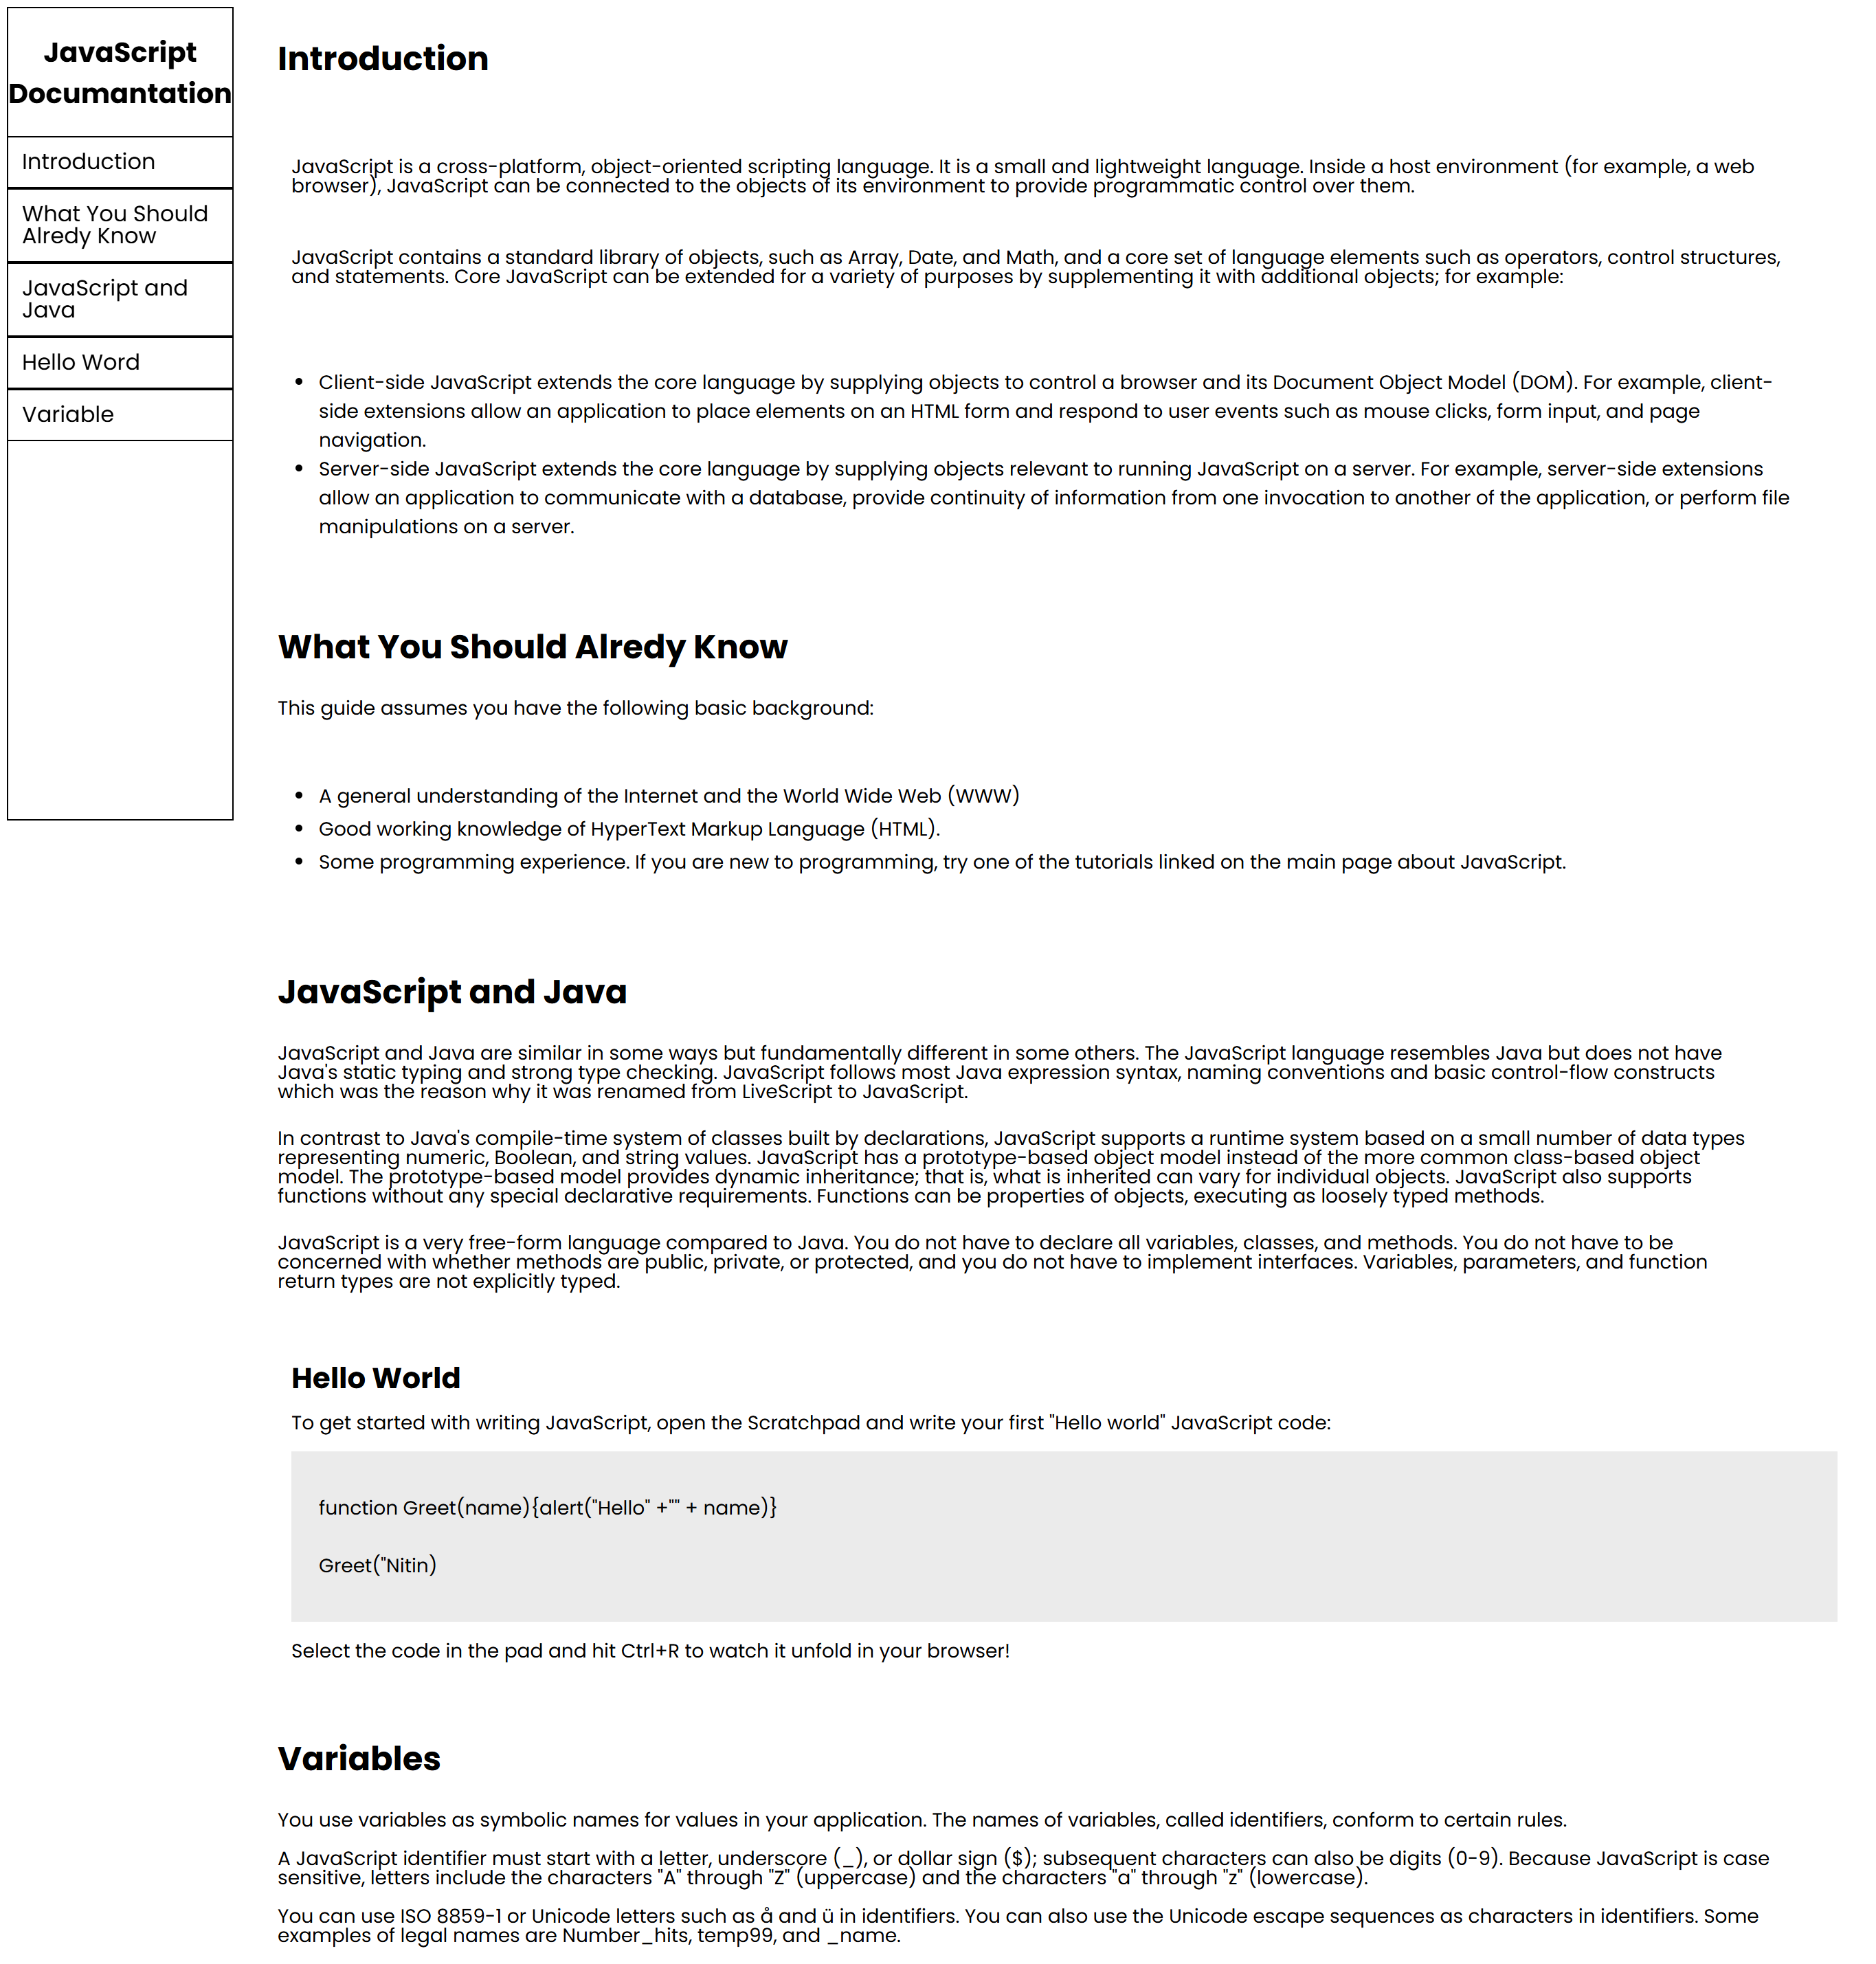 JavaScript
Documantation
Introduction
What You Should
Alredy Know
JavaScript and
Java
Hello Word
Variable
Introduction
JavaScript is a cross-platform, object-oriented scripting language. It is a small and lightweight language. Inside a host environment (for example, a web
browser), JavaScript can be connected to the objects of its environment to provide programmatic control over them.
JavaScript contains a standard library of objects, such as Array, Date, and Math, and a core set of language elements such as operators, control structures,
and statements. Core JavaScript can be extended for a variety of purposes by supplementing it with additional objects; for example:
• Client-side JavaScript extends the core language by supplying objects to control a browser and its Document Object Model (DOM). For example, client-
side extensions allow an application to place elements on an HTML form and respond to user events such as mouse clicks, form input, and page
navigation.
• Server-side JavaScript extends the core language by supplying objects relevant to running JavaScript on a server. For example, server-side extensions
allow an application to communicate with a database, provide continuity of information from one invocation to another of the application, or perform file
manipulations on a server.
What You Should Alredy Know
This guide assumes you have the following basic background:
• A general understanding of the Internet and the World Wide Web (WWW)
• Good working knowledge of HyperText Markup Language (HTML).
• Some programming experience. If you are new to programming, try one of the tutorials linked on the main page about JavaScript.
JavaScript and Java
JavaScript and Java are similar in some ways but fundamentally different in some others. The JavaScript language resembles Java but does not have
Java's static typing and strong type checking. JavaScript follows most Java expression syntax, naming conventions and basic control-flow constructs
which was the reason why it was renamed from LiveScript to JavaScript.
In contrast to Java's compile-time system of classes built by declarations, JavaScript supports a runtime system based on a small number of data types
representing numeric, Boolean, and string values. JavaScript has a prototype-based object model instead of the more common class-based object
model. The prototype-based model provides dynamic inheritance; that is, what is inherited can vary for individual objects. JavaScript also supports
functions without any special declarative requirements. Functions can be properties of objects, executing as loosely typed methods.
JavaScript is a very free-form language compared to Java. You do not have to declare all variables, classes, and methods. You do not have to be
concerned with whether methods are public, private, or protected, and you do not have to implement interfaces. Variables, parameters, and function
return types are not explicitly typed.
Hello World
To get started with writing JavaScript, open the Scratchpad and write your first "Hello world" JavaScript code:
function Greet(name){alert("Hello" +"" + name)}
Greet("Nitin)
Select the code in the pad and hit Ctrl+R to watch it unfold in your browser!
Variables
You use variables as symbolic names for values in your application. The names of variables, called identifiers, conform to certain rules.
A JavaScript identifier must start with a letter, underscore (_), or dollar sign ($); subsequent characters can also be digits (0-9). Because JavaScript is case
sensitive, letters include the characters "A" through "Z" (uppercase) and the characters "a" through "z" (lowercase).
You can use ISO 8859-1 or Unicode letters such as å and ü in identifiers. You can also use the Unicode escape sequences as characters in identifiers. Some
examples of legal names are Number_hits, temp99, and _name.